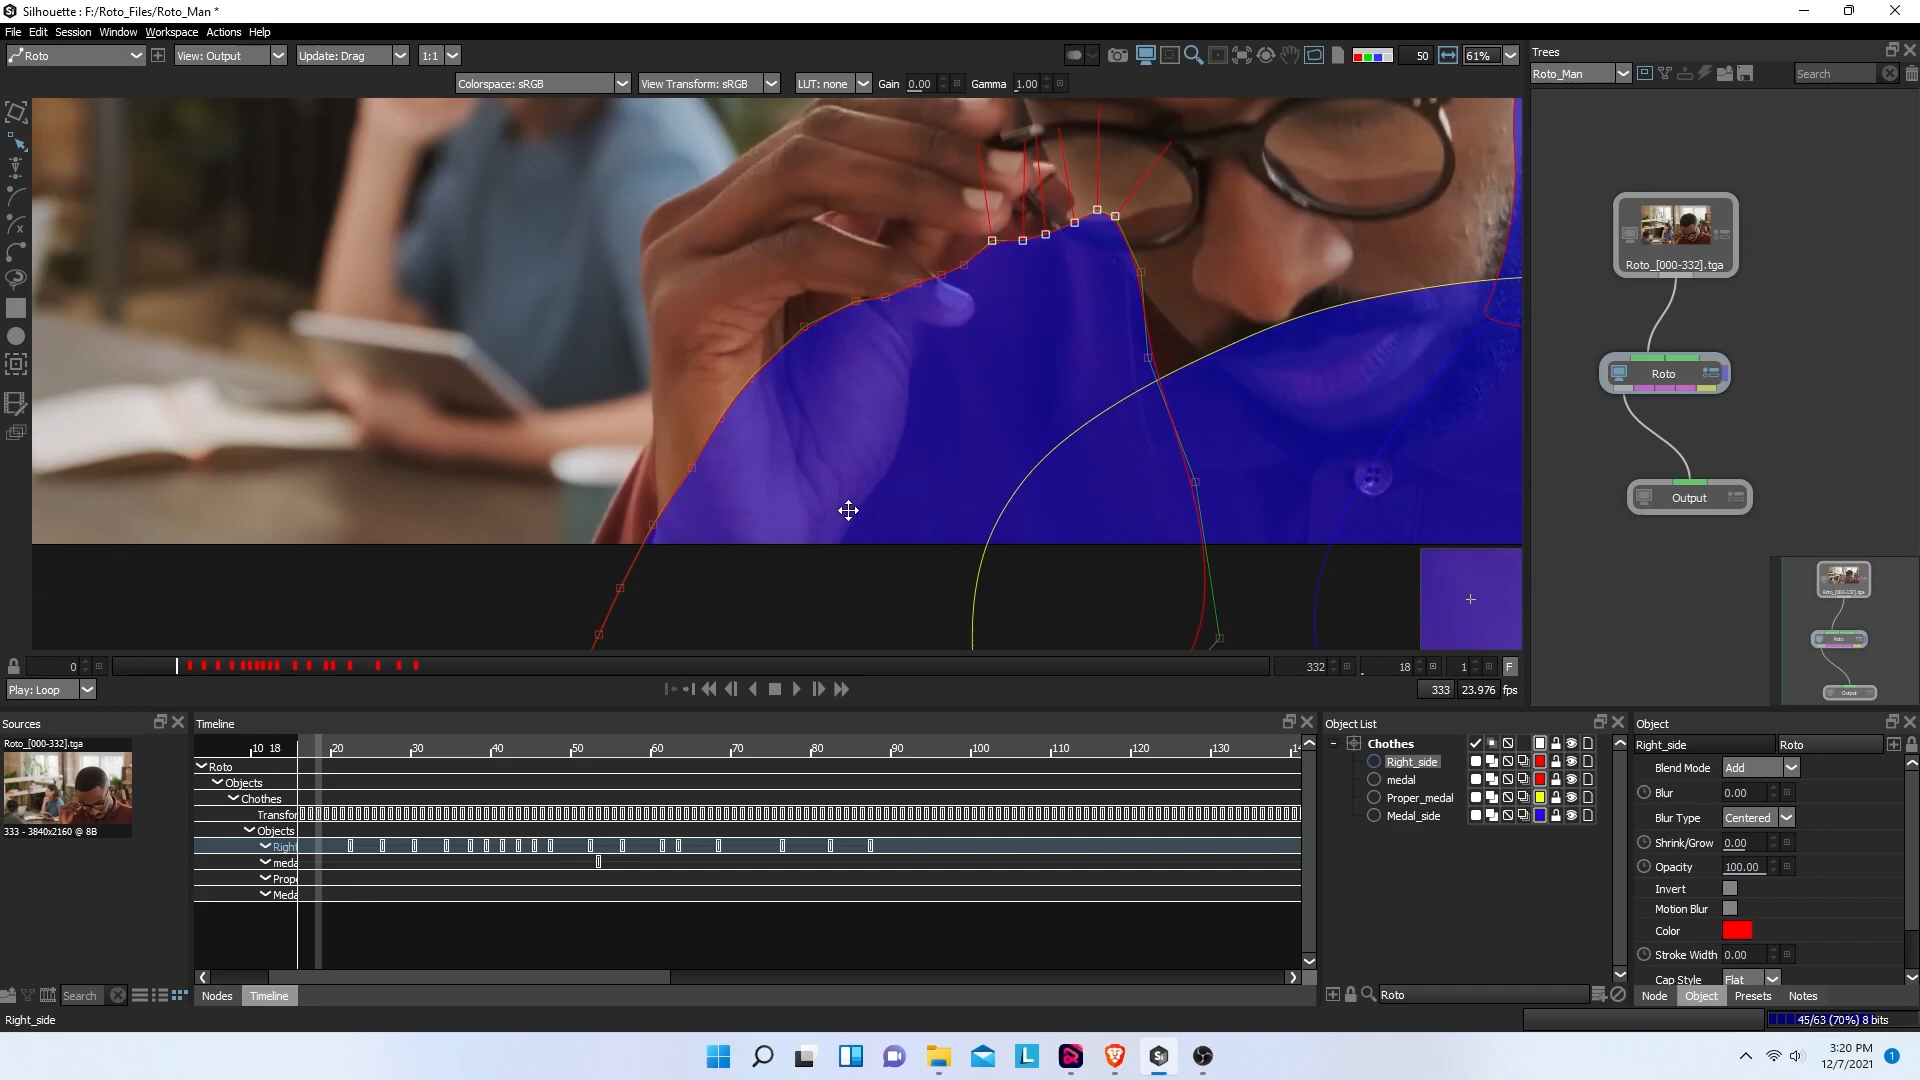 Silhouette : F:/Roto_Files/Roto_Man *
File Edit Session Window Workspace Actions Help
Roto View: Output Update: Drag 1:1 50 61%
Colorspace: sRGB View Transform: sRGB LUT: none Gain 0.00 Gamma 1.00
Trees
Roto_Man Search
Roto_[000-332].tga
Roto
Output
0 332 18 1 F
Play: Loop 333 23.976 fps
Sources
Roto_[000-332].tga
333 - 3840x2160 @ 8B
Search
Timeline
10 18 20 30 40 50 60 70 80 90 100 110 120 130
Roto
Objects
Chothes
Transfor
Objects
Right
meda
Prope
Meda
Nodes Timeline
Object List
Chothes
Right_side
medal
Proper_medal
Medal_side
Roto
Object
Right_side Roto
Blend Mode Add
Blur 0.00
Blur Type Centered
Shrink/Grow 0.00
Opacity 100.00
Invert
Motion Blur
Color
Stroke Width 0.00
Cap Style Flat
Node Object Presets Notes
Right_side
45/63 (70%) 8 bits
3:20 PM
12/7/2021
1